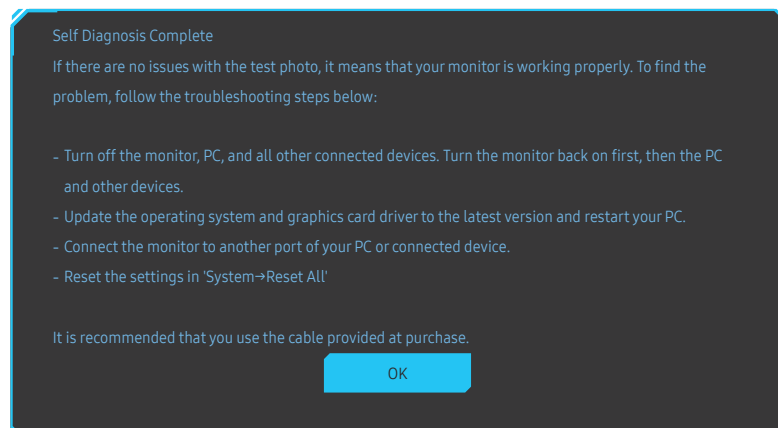 Self Diagnosis Complete
If there are no issues with the test photo, it means that your monitor is working properly. To find the
problem, follow the troubleshooting steps below:
- Turn off the monitor, PC, and all other connected devices. Turn the monitor back on first, then the PC
and other devices.
- Update the operating system and graphics card driver to the latest version and restart your PC.
- Connect the monitor to another port of your PC or connected device.
- Reset the settings in 'System→Reset All'
It is recommended that you use the cable provided at purchase.
OK